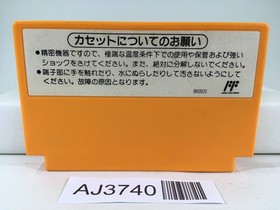 カセットについてのお願い
●精密機器ですので、極端な温度条件下での使用や保管および強い
ショックをさけてください。また、絶対に分解しないでください。
●端子部に手を触れたり、水にぬらしたりして汚さないようにして
ください。故障の原因となります。
AJ3740